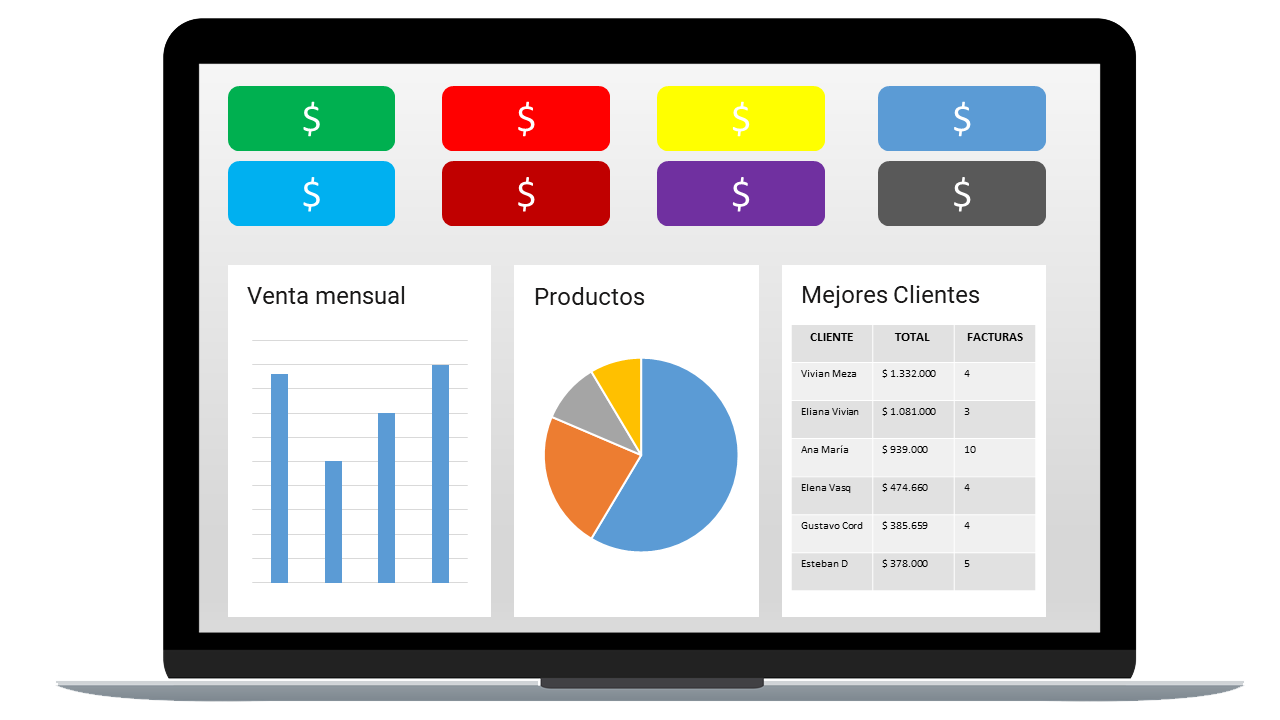 $ $ $ $
$ $ $ $
Venta mensual
Productos
Mejores Clientes
CLIENTE TOTAL FACTURAS
Vivian Meza $ 1.332.000 4
Eliana Vivian $ 1.081.000 3
Ana María $ 939.000 10
Elena Vasq $ 474.660 4
Gustavo Cord $ 385.659 4
Esteban D $ 378.000 5